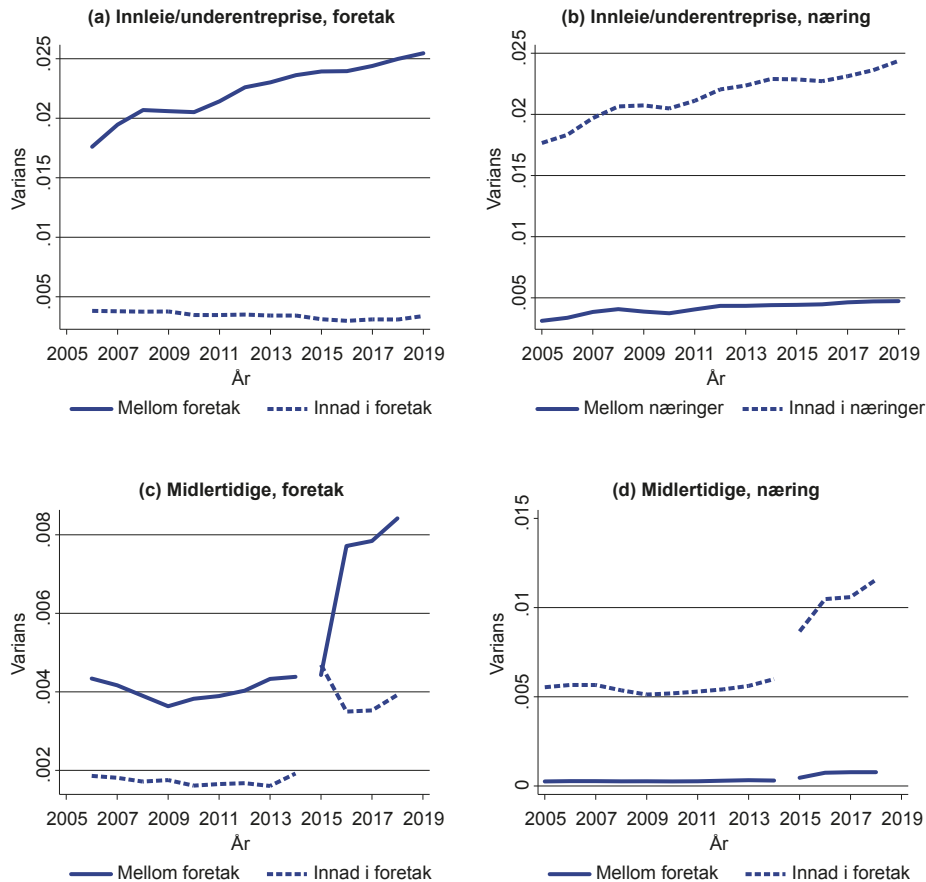 (a) Innleie/underentreprise, foretak
Varians
.025
.02
.015
.01
.005
2005 2007 2009 2011 2013 2015 2017 2019
År
Mellom foretak Innad i foretak
(b) Innleie/underentreprise, næring
Varians
.025
.02
.015
.01
.005
2005 2007 2009 2011 2013 2015 2017 2019
År
Mellom næringer Innad i næringer
(c) Midlertidige, foretak
Varians
.008
.006
.004
.002
2005 2007 2009 2011 2013 2015 2017 2019
År
Mellom foretak Innad i foretak
(d) Midlertidige, næring
Varians
.015
.01
.005
0
2005 2007 2009 2011 2013 2015 2017 2019
År
Mellom foretak Innad i foretak